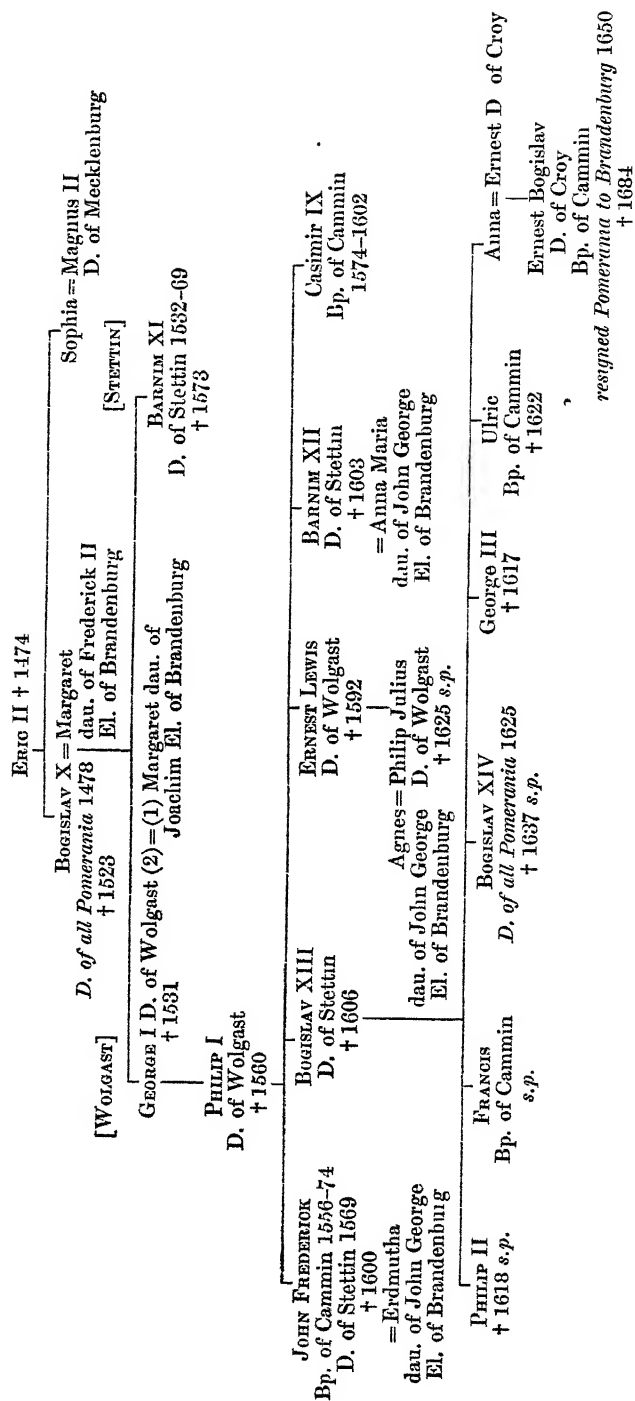 ERIC II † 1474
BOGISLAV X = Margaret
D. of all Pomerania 1478
dau. of Frederick II
† 1523
El. of Brandenburg
Sophia = Magnus II
D. of Mecklenburg
[WOLGAST]
[STETTIN]
GEORGE I D. of Wolgast (2) = (1) Margaret dau. of
† 1531
Joachim El. of Brandenburg
BARNIM XI
D. of Stettin 1532-69
† 1573
PHILIP I
D. of Wolgast
† 1560
JOHN FREDERICK
Bp. of Cammin 1556-74
D. of Stettin 1569
† 1600
= Erdmutha
dau. of John George
El. of Brandenburg
BOGISLAV XIII
D. of Stettin
† 1606
ERNEST LEWIS
D. of Wolgast
† 1592
Agnes = Philip Julius
dau. of John George
D. of Wolgast
El. of Brandenburg
† 1625 s.p.
BARNIM XII
D. of Stettin
† 1603
= Anna Maria
dau. of John George
El. of Brandenburg
Casimir IX
Bp. of Cammin
1574-1602
PHILIP II
† 1618 s.p.
FRANCIS
Bp. of Cammin
s.p.
BOGISLAV XIV
D. of all Pomerania 1625
† 1637 s.p.
George III
† 1617
Ulric
Bp. of Cammin
† 1622
Anna = Ernest D of Croy
Ernest Bogislav
D. of Croy
Bp. of Cammin
resigned Pomerania to Brandenburg 1650
† 1684